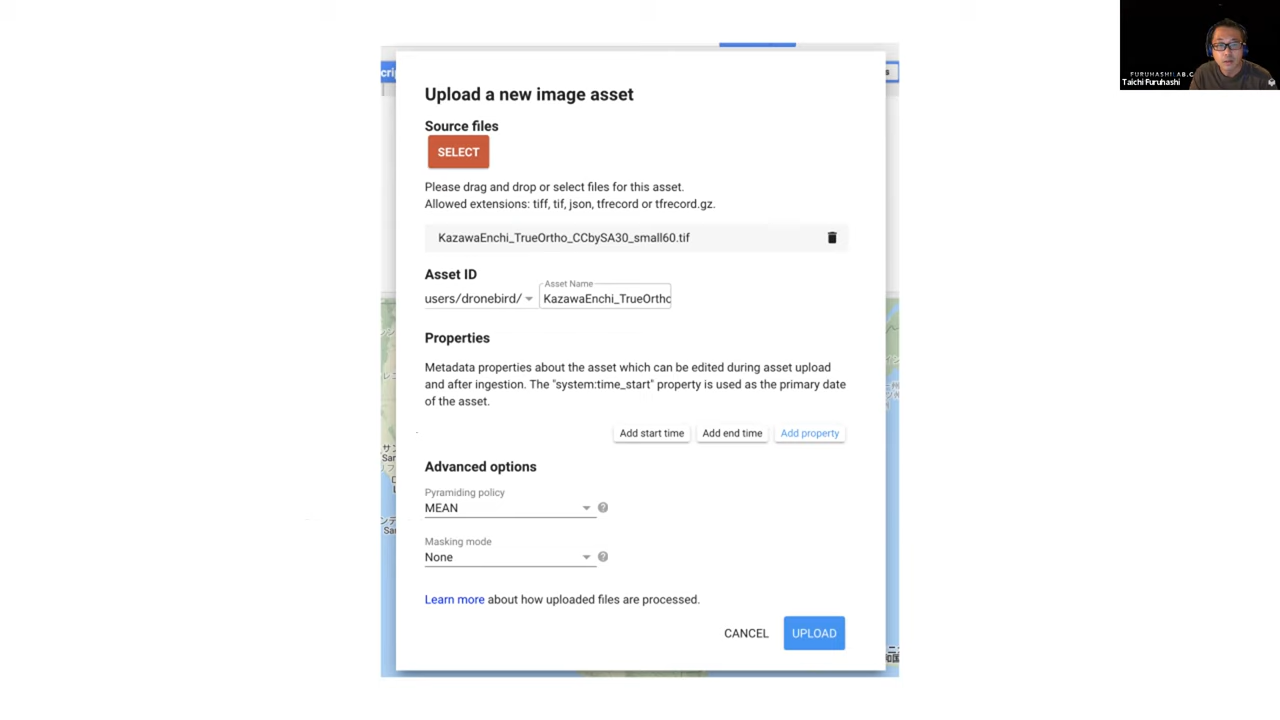 FURUHASHILAB.C
Taichi Furuhashi
Upload a new image asset
Source files
SELECT
Please drag and drop or select files for this asset.
Allowed extensions: tiff, tif, json, tfrecord or tfrecord.gz.
KazawaEnchi_TrueOrtho_CCbySA30_small60.tif
Asset ID
Asset Name
users/dronebird/ KazawaEnchi_TrueOrtho
Properties
Metadata properties about the asset which can be edited during asset upload
and after ingestion. The "system:time_start" property is used as the primary date
of the asset.
Add start time Add end time Add property
Advanced options
Pyramiding policy
MEAN
Masking mode
None
Learn more about how uploaded files are processed.
CANCEL UPLOAD